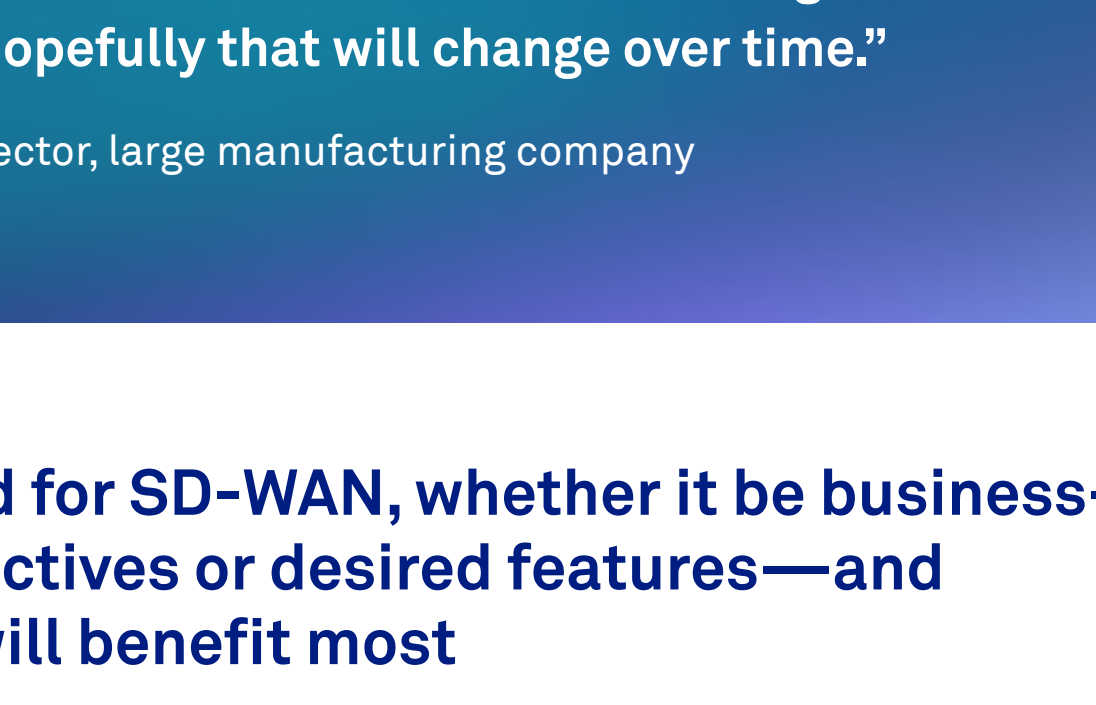 opefully that will change over time.”
ector, large manufacturing company
d for SD-WAN, whether it be business-
ctives or desired features—and
will benefit most